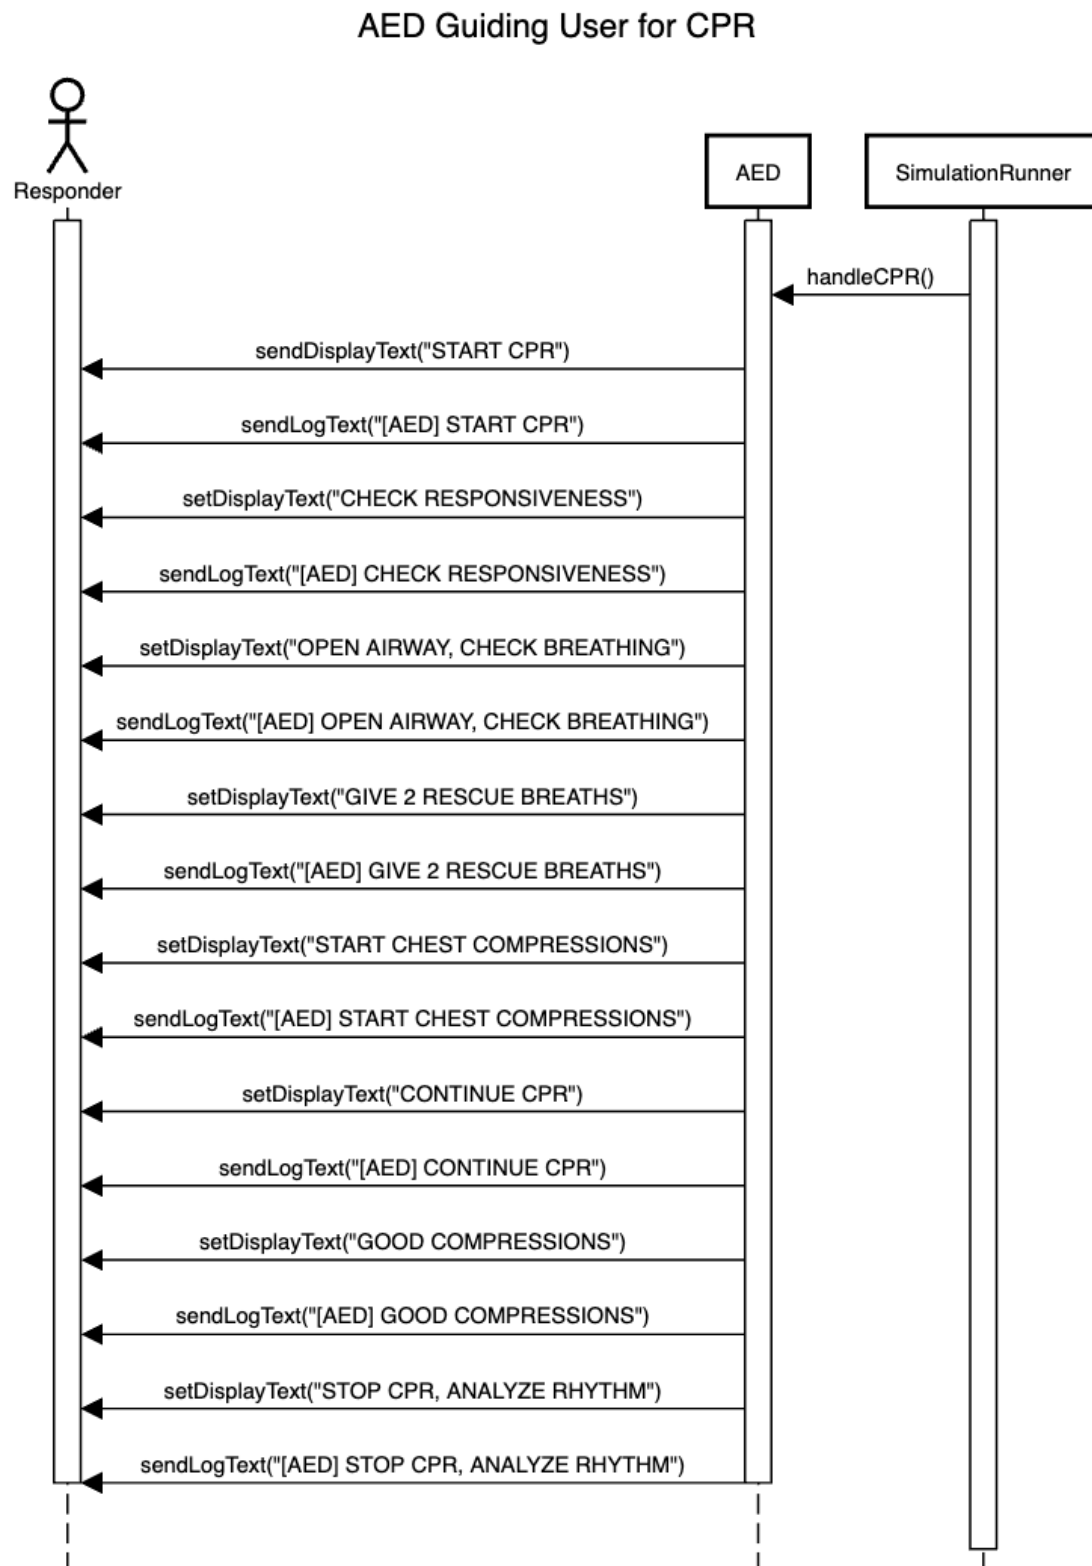 AED Guiding User for CPR
Responder
AED
SimulationRunner
handleCPR()
sendDisplayText("START CPR")
sendLogText("[AED] START CPR")
setDisplayText("CHECK RESPONSIVENESS")
sendLogText("[AED] CHECK RESPONSIVENESS")
setDisplayText("OPEN AIRWAY, CHECK BREATHING")
sendLogText("[AED] OPEN AIRWAY, CHECK BREATHING")
setDisplayText("GIVE 2 RESCUE BREATHS")
sendLogText("[AED] GIVE 2 RESCUE BREATHS")
setDisplayText("START CHEST COMPRESSIONS")
sendLogText("[AED] START CHEST COMPRESSIONS")
setDisplayText("CONTINUE CPR")
sendLogText("[AED] CONTINUE CPR")
setDisplayText("GOOD COMPRESSIONS")
sendLogText("[AED] GOOD COMPRESSIONS")
setDisplayText("STOP CPR, ANALYZE RHYTHM")
sendLogText("[AED] STOP CPR, ANALYZE RHYTHM")